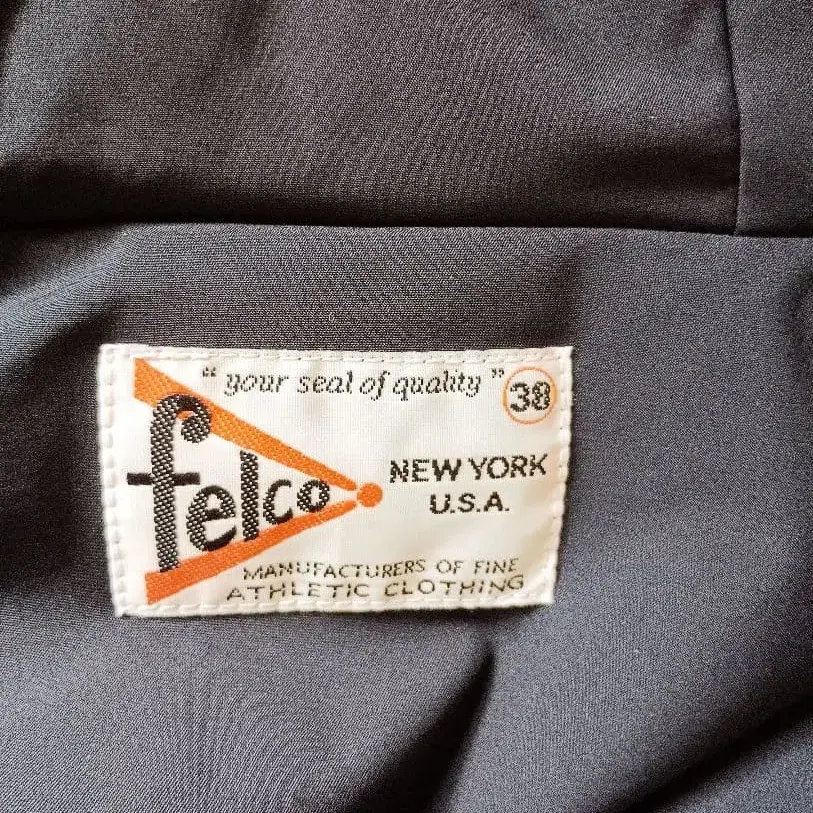 " your seal of quality "
38
felco
NEW YORK
U.S.A.
MANUFACTURERS OF FINE
ATHLETIC CLOTHING